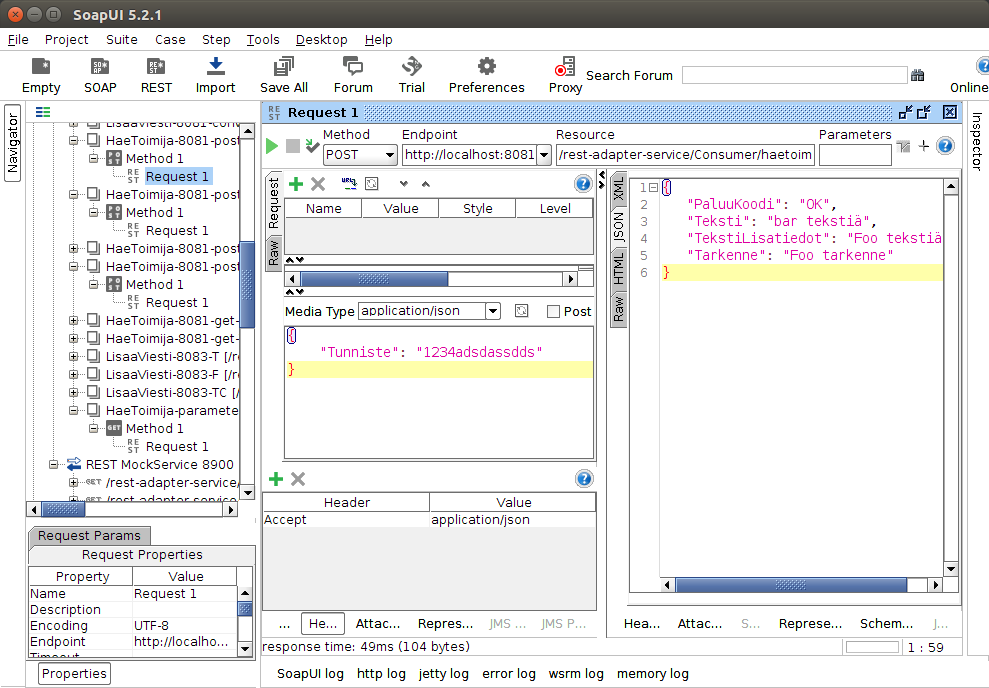 SoapUI 5.2.1
File Project Suite Case Step Tools Desktop Help
Empty SOAP REST Import Save All Forum Trial Preferences Proxy Search Forum Online
Navigator
HaeToimija-8081-post
Method 1
Request 1
HaeToimija-8081-post
Method 1
Request 1
HaeToimija-8081-post
HaeToimija-8081-post
Method 1
Request 1
HaeToimija-8081-get-
HaeToimija-8081-get-
LisaaViesti-8083-T [/re
LisaaViesti-8083-F [/re
LisaaViesti-8083-TC [/
HaeToimija-paramete
GET Method 1
Request 1
REST MockService 8900
GET /rest-adapter-service/
GET /rest-adapter-service
Request Params
Request Properties
Property Value
Name Request 1
Description
Encoding UTF-8
Endpoint http://localho...
Timeout
Properties
Request 1
Method Endpoint Resource Parameters
POST http://localhost:8081 /rest-adapter-service/Consumer/haetoim
Request
Raw
Name Value Style Level
Media Type application/json Post
{
"Tunniste": "1234adsdassdds"
}
Header Value
Accept application/json
... He... Attac... Repres... JMS ... JMS P...
response time: 49ms (104 bytes)
XML
JSON
HTML
Raw
1 {
2 "PaluuKoodi": "OK",
3 "Teksti": "bar tekstiä",
4 "TekstiLisatiedot": "Foo tekstiä
5 "Tarkenne": "Foo tarkenne"
6 }
Hea... Attac... S... Represe... Schem... J...
1 : 59
Inspector
SoapUI log http log jetty log error log wsrm log memory log